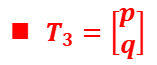 ■ T₃ = [p
q]